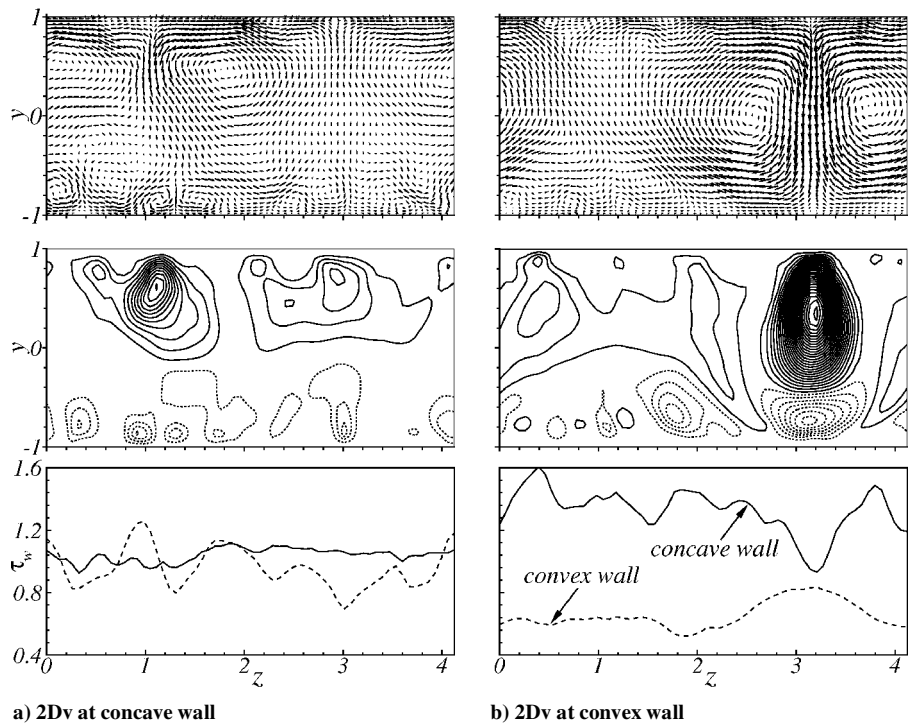 1
y
0
-1
1
y
0
-1
1.6
1.2
τw
0.8
0.4
0 1 2 z 3 4
concave wall
convex wall
0 1 2 z 3 4
a) 2Dv at concave wall
b) 2Dv at convex wall